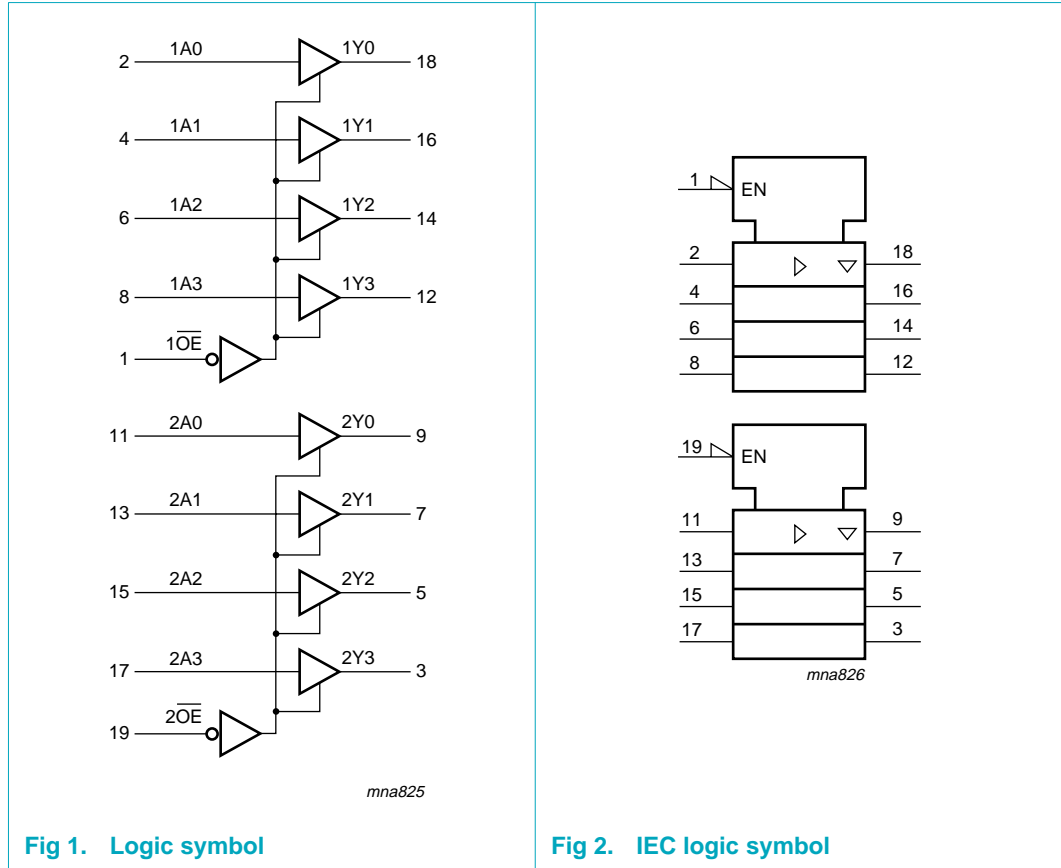 2 1A0 1Y0 18
4 1A1 1Y1 16
6 1A2 1Y2 14
8 1A3 1Y3 12
1 1O̅E̅
11 2A0 2Y0 9
13 2A1 2Y1 7
15 2A2 2Y2 5
17 2A3 2Y3 3
19 2O̅E̅
mna825
Fig 1. Logic symbol
1 EN
2 18
4 16
6 14
8 12
19 EN
11 9
13 7
15 5
17 3
mna826
Fig 2. IEC logic symbol